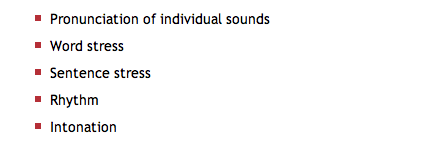 Pronunciation of individual sounds
Word stress
Sentence stress
Rhythm
Intonation